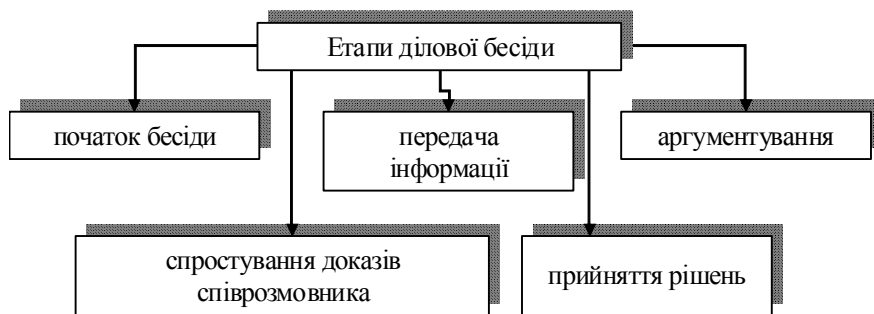 Етапи ділової бесіди
початок бесіди
передача
інформації
аргументування
спростування доказів
співрозмовника
прийняття рішень